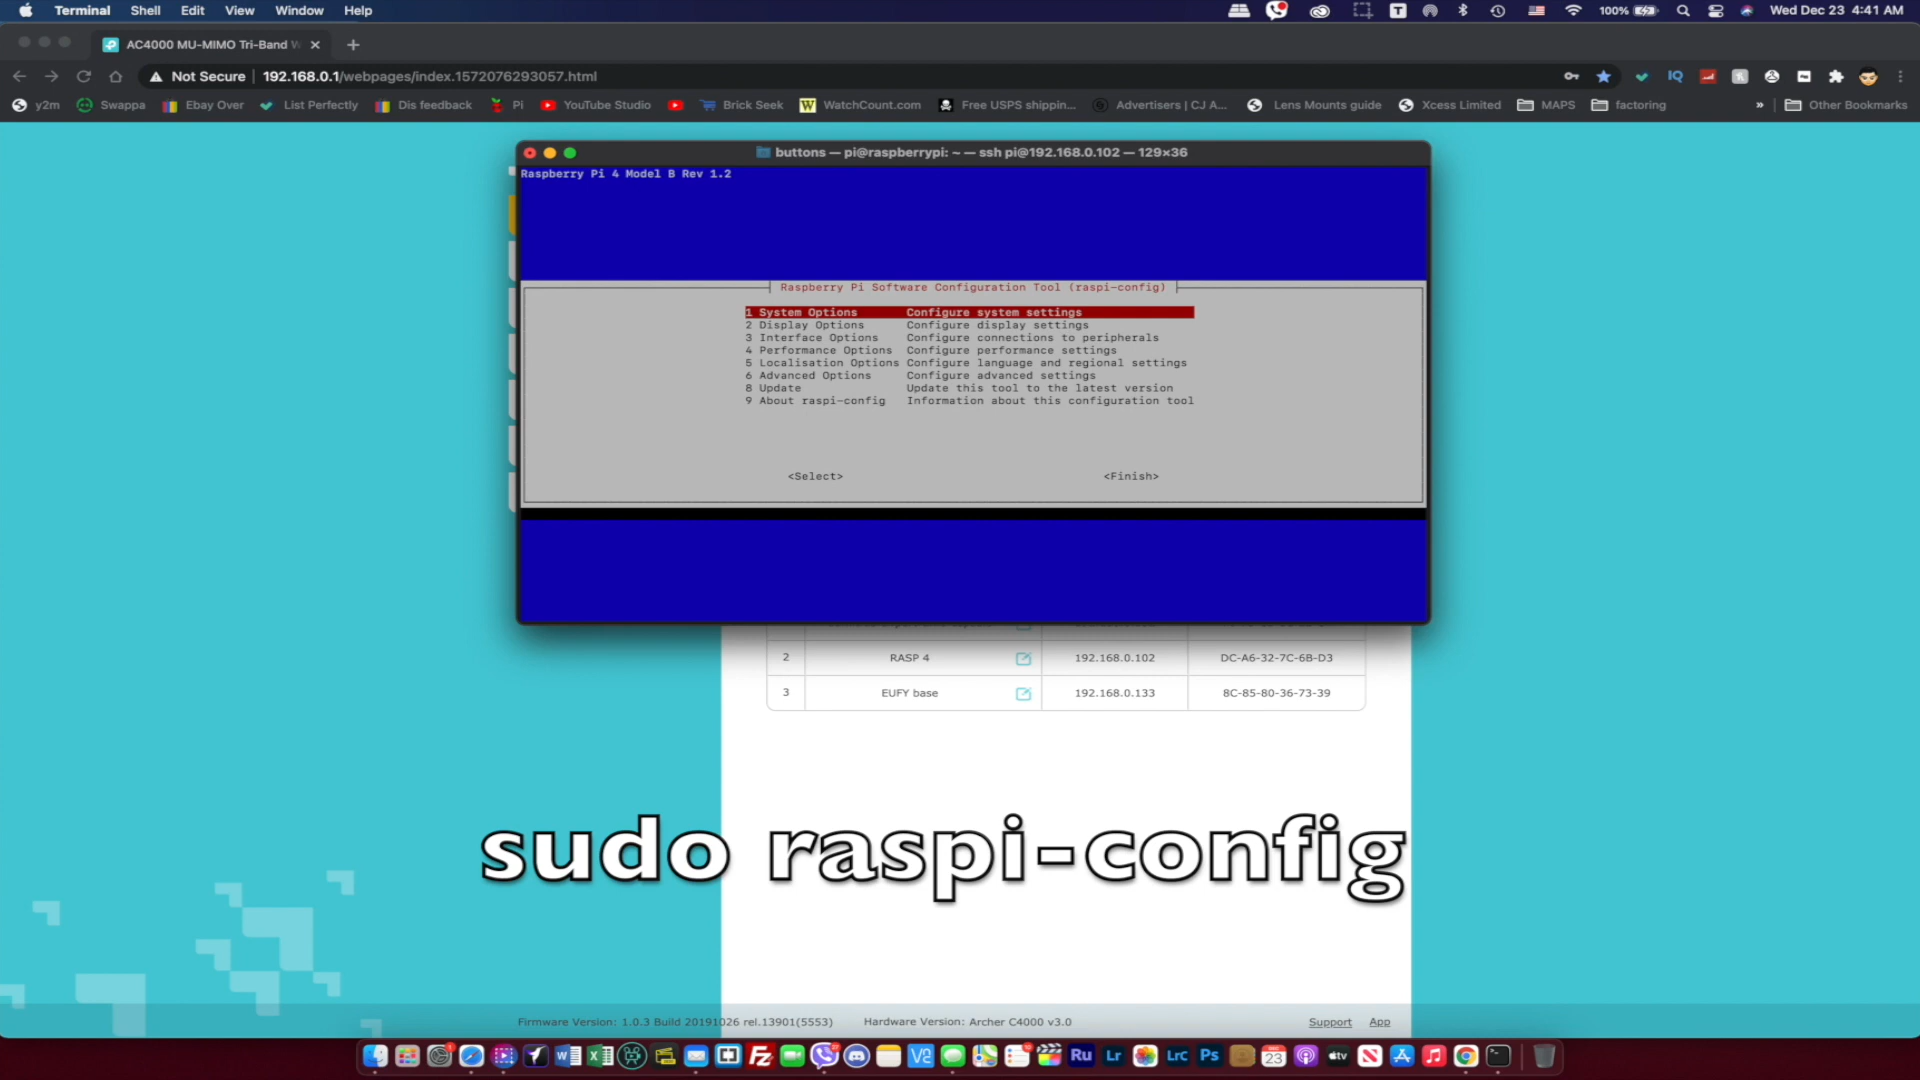 Terminal Shell Edit View Window Help 100% Wed Dec 23 4:41 AM
AC4000 MU-MIMO Tri-Band
Not Secure 192.168.0.1/webpages/index.1572076293057.html
y2m Swappa Ebay Over List Perfectly Dis feedback Pi YouTube Studio Brick Seek WatchCount.com Free USPS shippin... Advertisers | CJ A... Lens Mounts guide Xcess Limited MAPS factoring » Other Bookmarks
buttons — pi@raspberrypi: ~ — ssh pi@192.168.0.102 — 129×36
Raspberry Pi 4 Model B Rev 1.2
Raspberry Pi Software Configuration Tool (raspi-config)
1 System Options Configure system settings
2 Display Options Configure display settings
3 Interface Options Configure connections to peripherals
4 Performance Options Configure performance settings
5 Localisation Options Configure language and regional settings
6 Advanced Options Configure advanced settings
8 Update Update this tool to the latest version
9 About raspi-config Information about this configuration tool
<Select> <Finish>
2 RASP 4 192.168.0.102 DC-A6-32-7C-6B-D3
3 EUFY base 192.168.0.133 8C-85-80-36-73-39
sudo raspi-config
Firmware Version: 1.0.3 Build 20191026 rel.13901(5553) Hardware Version: Archer C4000 v3.0 Support App
Ru Lr 23 Lrc Ps tv